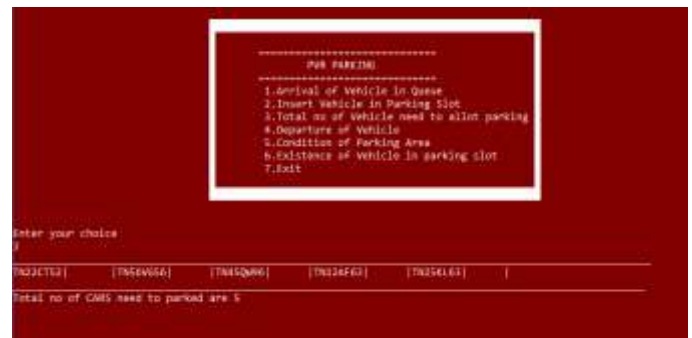 PVR PARKING
1.Arrival of Vehicle in Queue
2.Insert Vehicle in Parking Slot
3.Total no of Vehicle need to allot parking
4.Departure of Vehicle
5.Condition of Parking Area
6.Existence of Vehicle in parking slot
7.Exit
Enter your choice
3
| | | | | |
Total no of CARS need to parked are 5